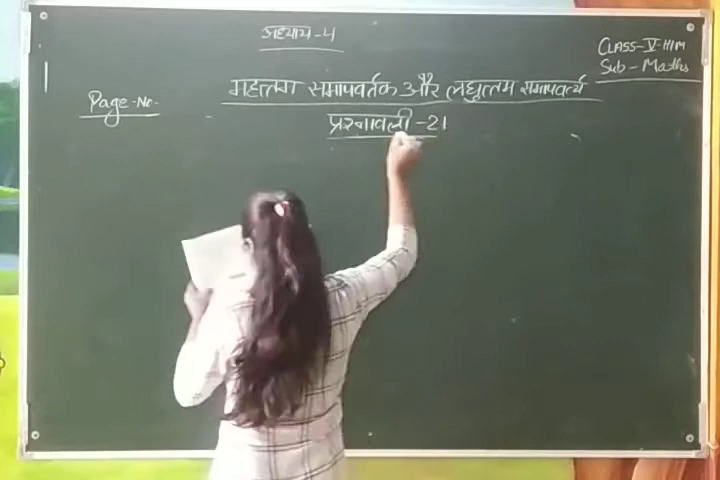 अध्याय-4
CLASS-V-HIM
Sub-Maths
महत्तम समापवर्तक और लघुत्तम समापवर्त्य
Page-No-
प्रश्नावली-21